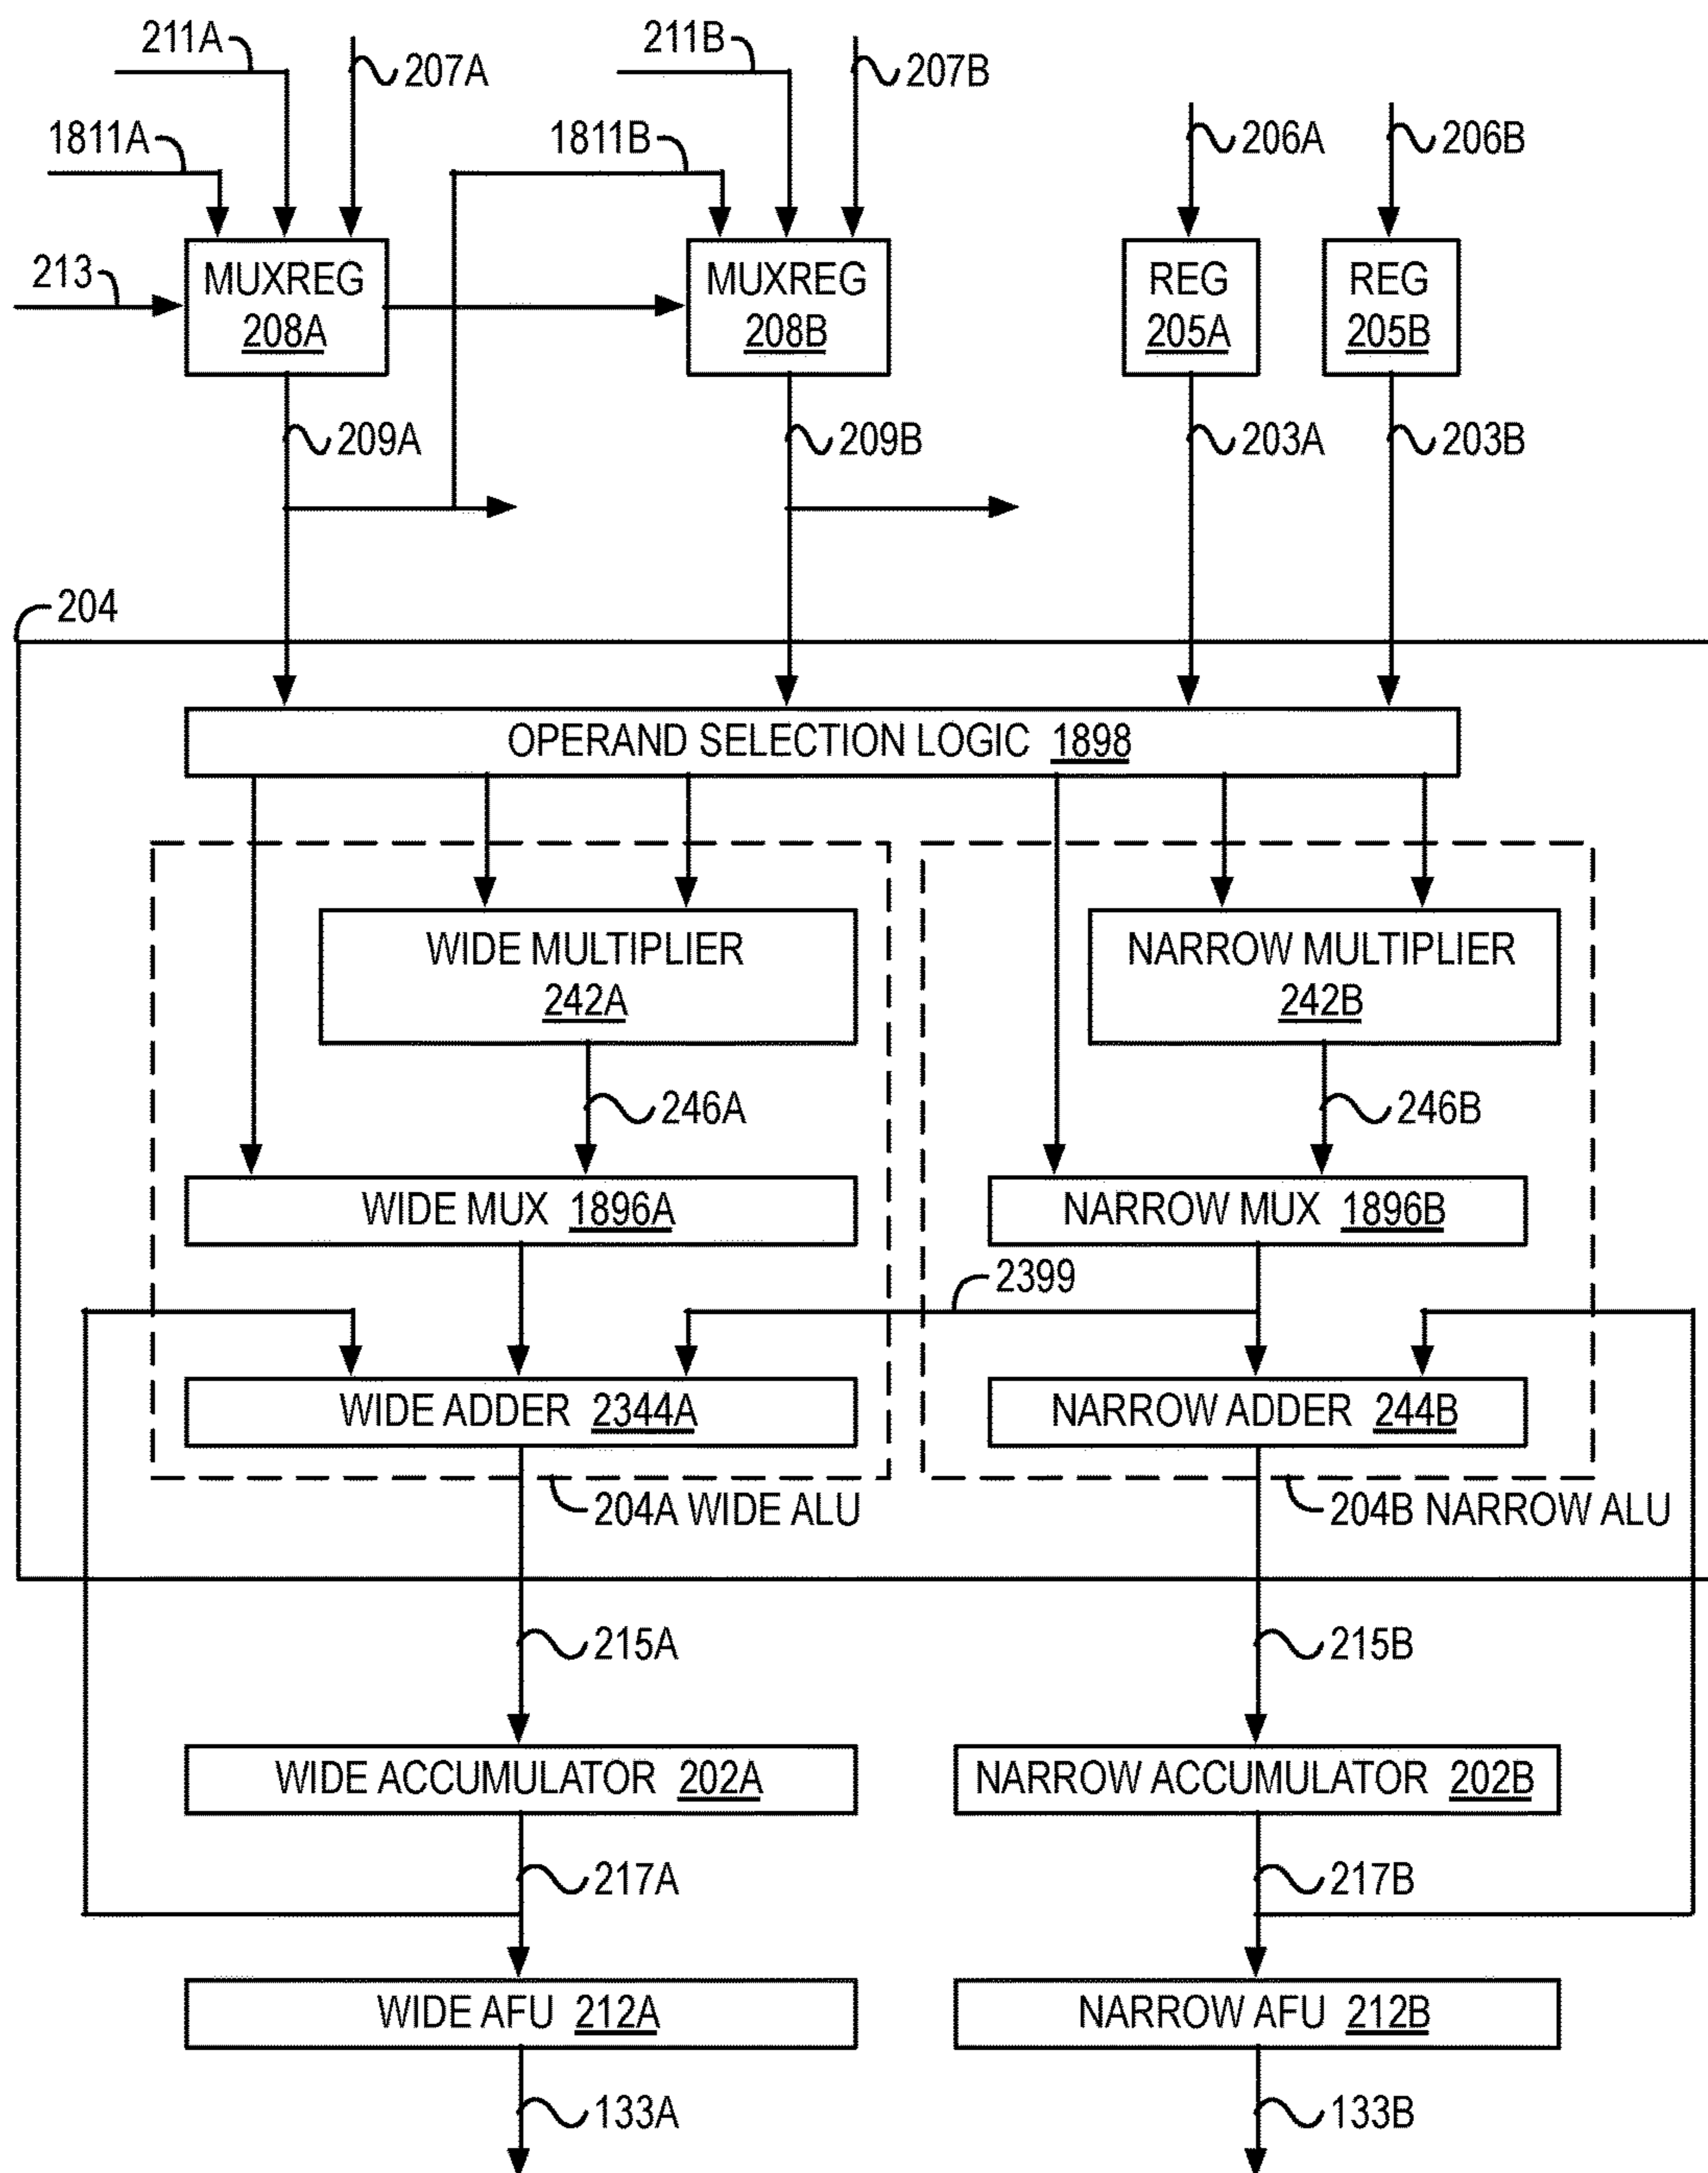 211A
207A
211B
207B
1811A
1811B
206A
206B
213
MUXREG
208A
MUXREG
208B
REG
205A
REG
205B
209A
209B
203A
203B
204
OPERAND SELECTION LOGIC 1898
WIDE MULTIPLIER
242A
NARROW MULTIPLIER
242B
246A
246B
WIDE MUX 1896A
NARROW MUX 1896B
2399
WIDE ADDER 2344A
NARROW ADDER 244B
204A WIDE ALU
204B NARROW ALU
215A
215B
WIDE ACCUMULATOR 202A
NARROW ACCUMULATOR 202B
217A
217B
WIDE AFU 212A
NARROW AFU 212B
133A
133B